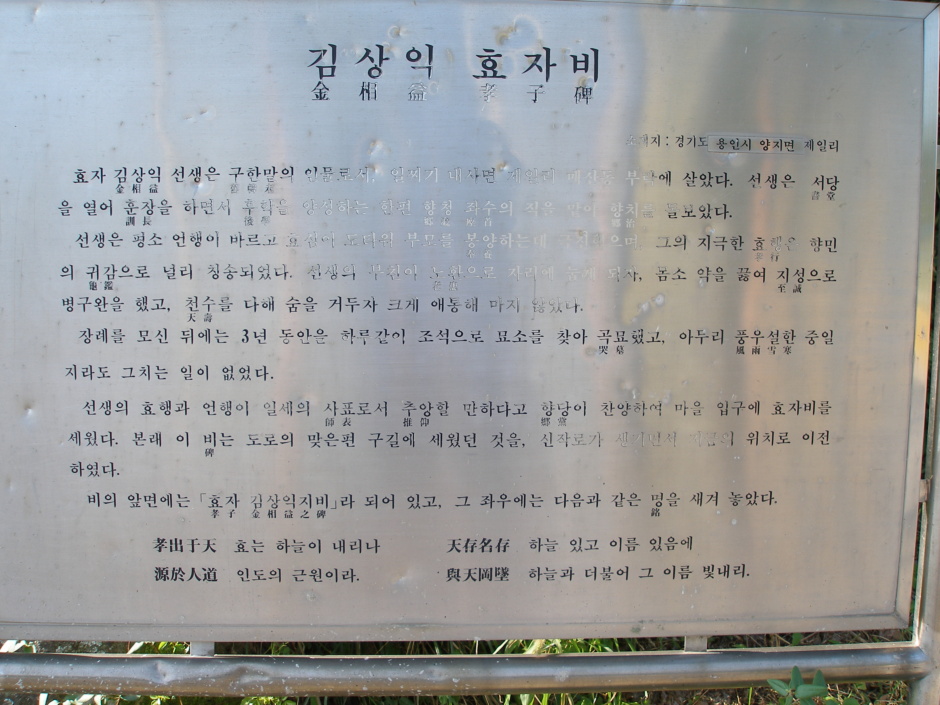 김상익 효자비
金相益 孝子碑
소재지 : 경기도 용인시 양지면 제일리
효자 김상익 선생은 구한말의 인물로서, 일찌기 내사면 제일리 부락에 살았다. 선생은 서당
金相益 舊韓末 書堂
을 열어 훈장을 하면서 후학을 양성하는 한편 향청 좌수의 직을 맡아 향치를 돌보았다.
訓長 後學 鄕廳 座首 鄕治
선생은 평소 언행이 바르고 효심이 도타워 부모를 봉양하는데 극진했으며, 그의 지극한 효행은 향민
孝行
의 귀감으로 널리 칭송되었다. 선생의 부친이 노환으로 자리에 눕게 되자, 몸소 약을 끓여 지성으로
龜鑑 老患 至誠
병구완을 했고, 천수를 다해 숨을 거두자 크게 애통해 마지 않았다.
天壽
장례를 모신 뒤에는 3년 동안을 하루같이 조석으로 묘소를 찾아 곡묘했고, 아무리 풍우설한 중일
哭墓 風雨雪寒
지라도 그치는 일이 없었다.
선생의 효행과 언행이 일세의 사표로서 추앙할 만하다고 향당이 찬양하여 마을 입구에 효자비를
師表 推仰 鄕黨
세웠다. 본래 이 비는 도로의 맞은편 구길에 세웠던 것을, 신작로가 생기면서 지금의 위치로 이전
碑
하였다.
비의 앞면에는 「효자 김상익지비」라 되어 있고, 그 좌우에는 다음과 같은 명을 새겨 놓았다.
孝子 金相益之碑 銘
孝出于天 효는 하늘이 내리나 天存名存 하늘 있고 이름 있음에
源於人道 인도의 근원이라. 與天岡墜 하늘과 더불어 그 이름 빛내리.